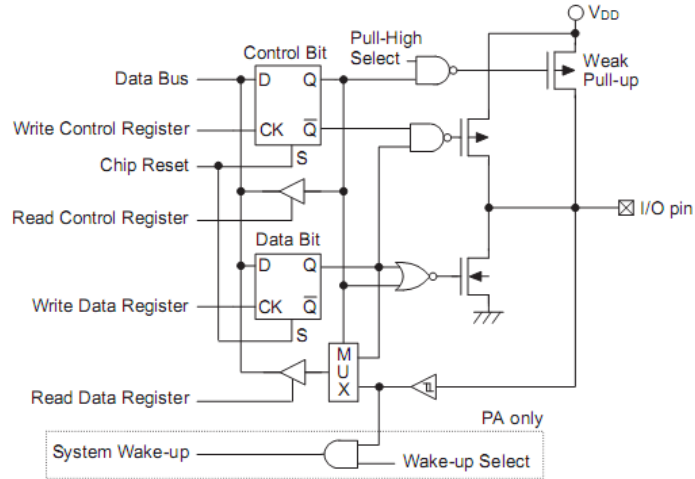 VDD
Control Bit
Pull-High
Select
Weak
Pull-up
Data Bus
D
Q
Write Control Register
CK
Q
Chip Reset
S
I/O pin
Read Control Register
Data Bit
D
Q
Write Data Register
CK
Q
S
M
U
X
Read Data Register
PA only
System Wake-up
Wake-up Select